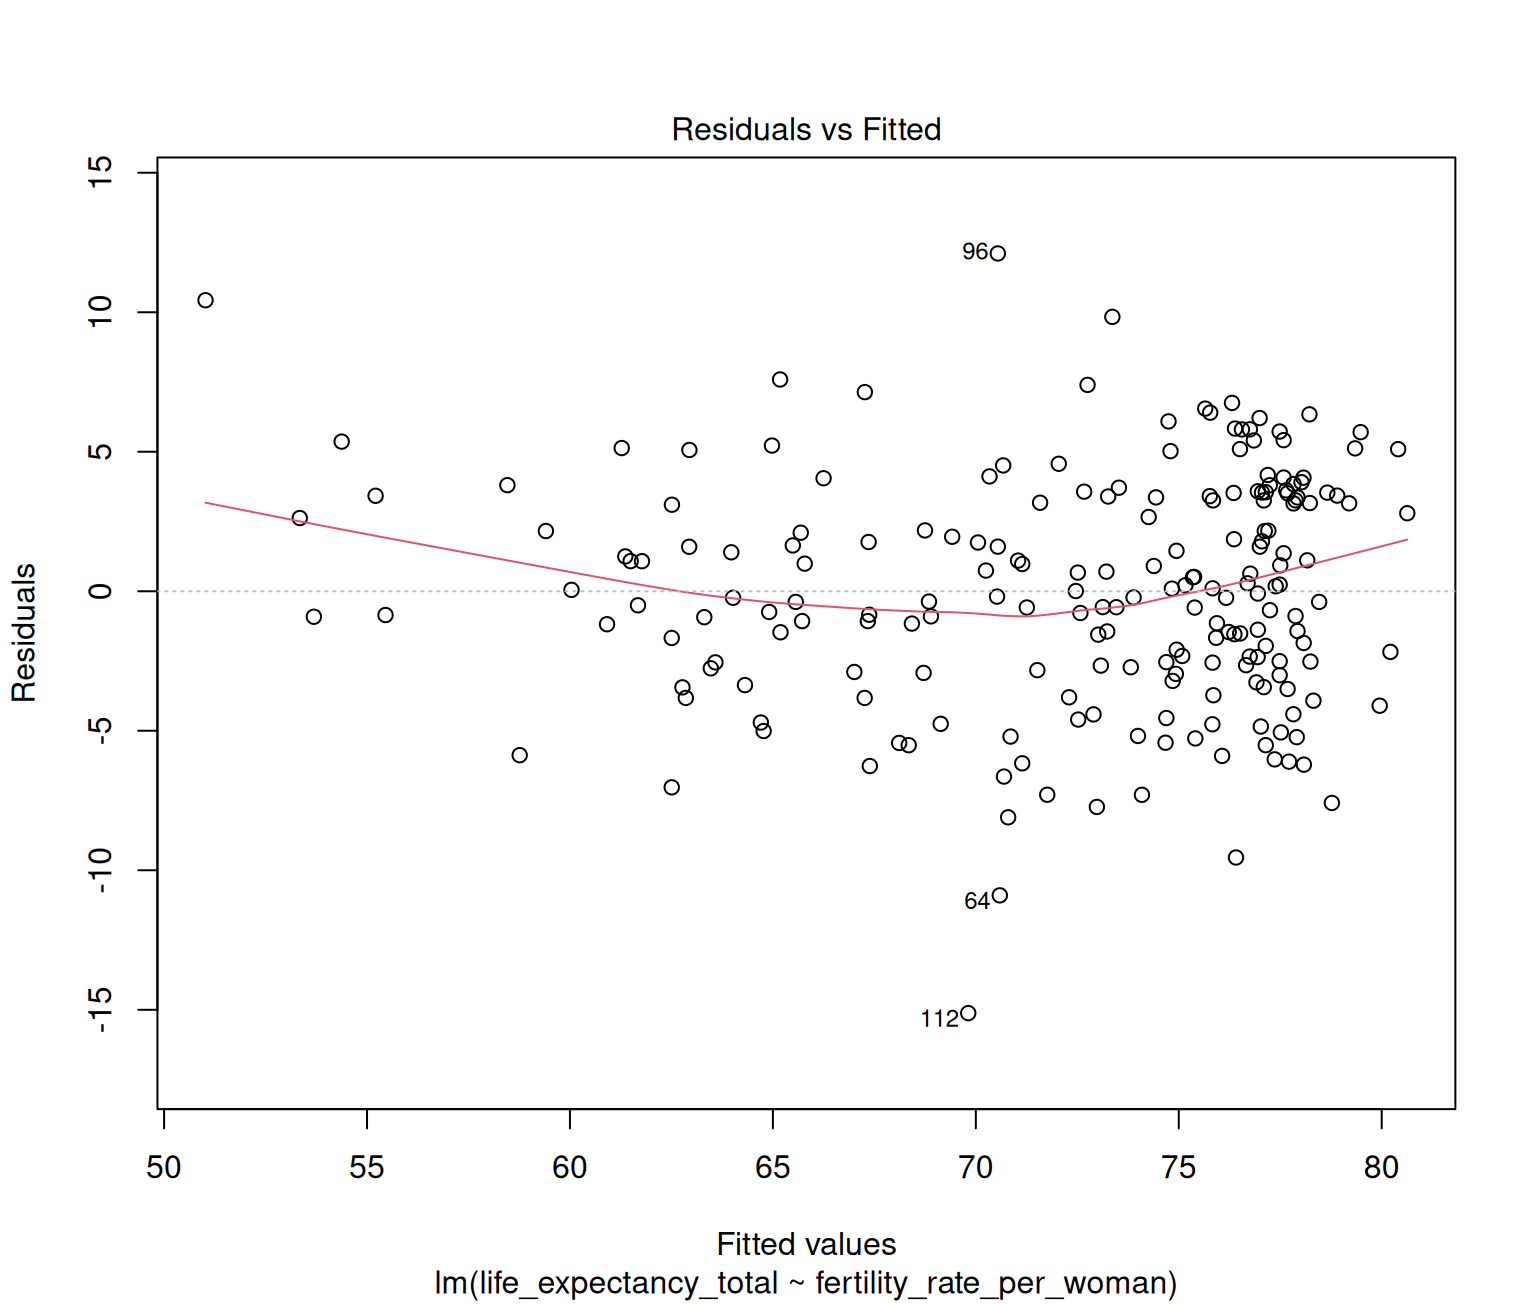 Residuals vs Fitted
15
10
5
0
-5
-10
-15
Residuals
96
64
112
50 55 60 65 70 75 80
Fitted values
lm(life_expectancy_total ~ fertility_rate_per_woman)